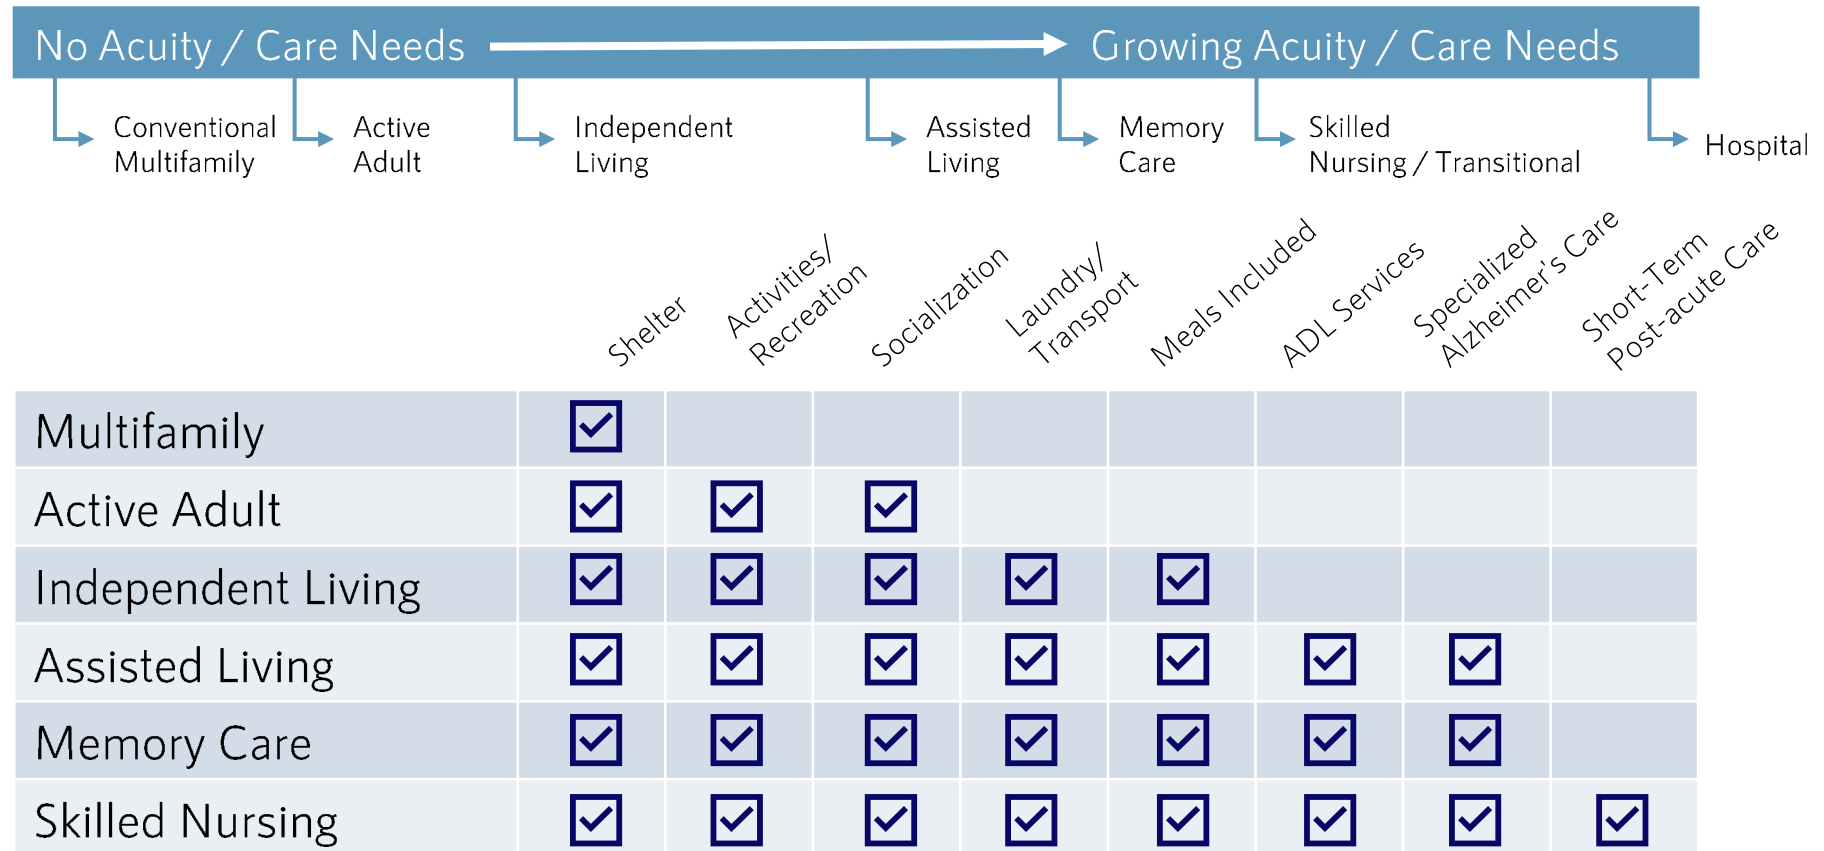 No Acuity / Care Needs
Growing Acuity / Care Needs
Conventional
Multifamily
Active
Adult
Independent
Living
Assisted
Living
Memory
Care
Skilled
Nursing / Transitional
Hospital
Shelter
Activities/
Recreation
Socialization
Laundry/
Transport
Meals Included
ADL Services
Specialized
Alzheimer's Care
Short-Term
Post-acute Care
Multifamily
Active Adult
Independent Living
Assisted Living
Memory Care
Skilled Nursing